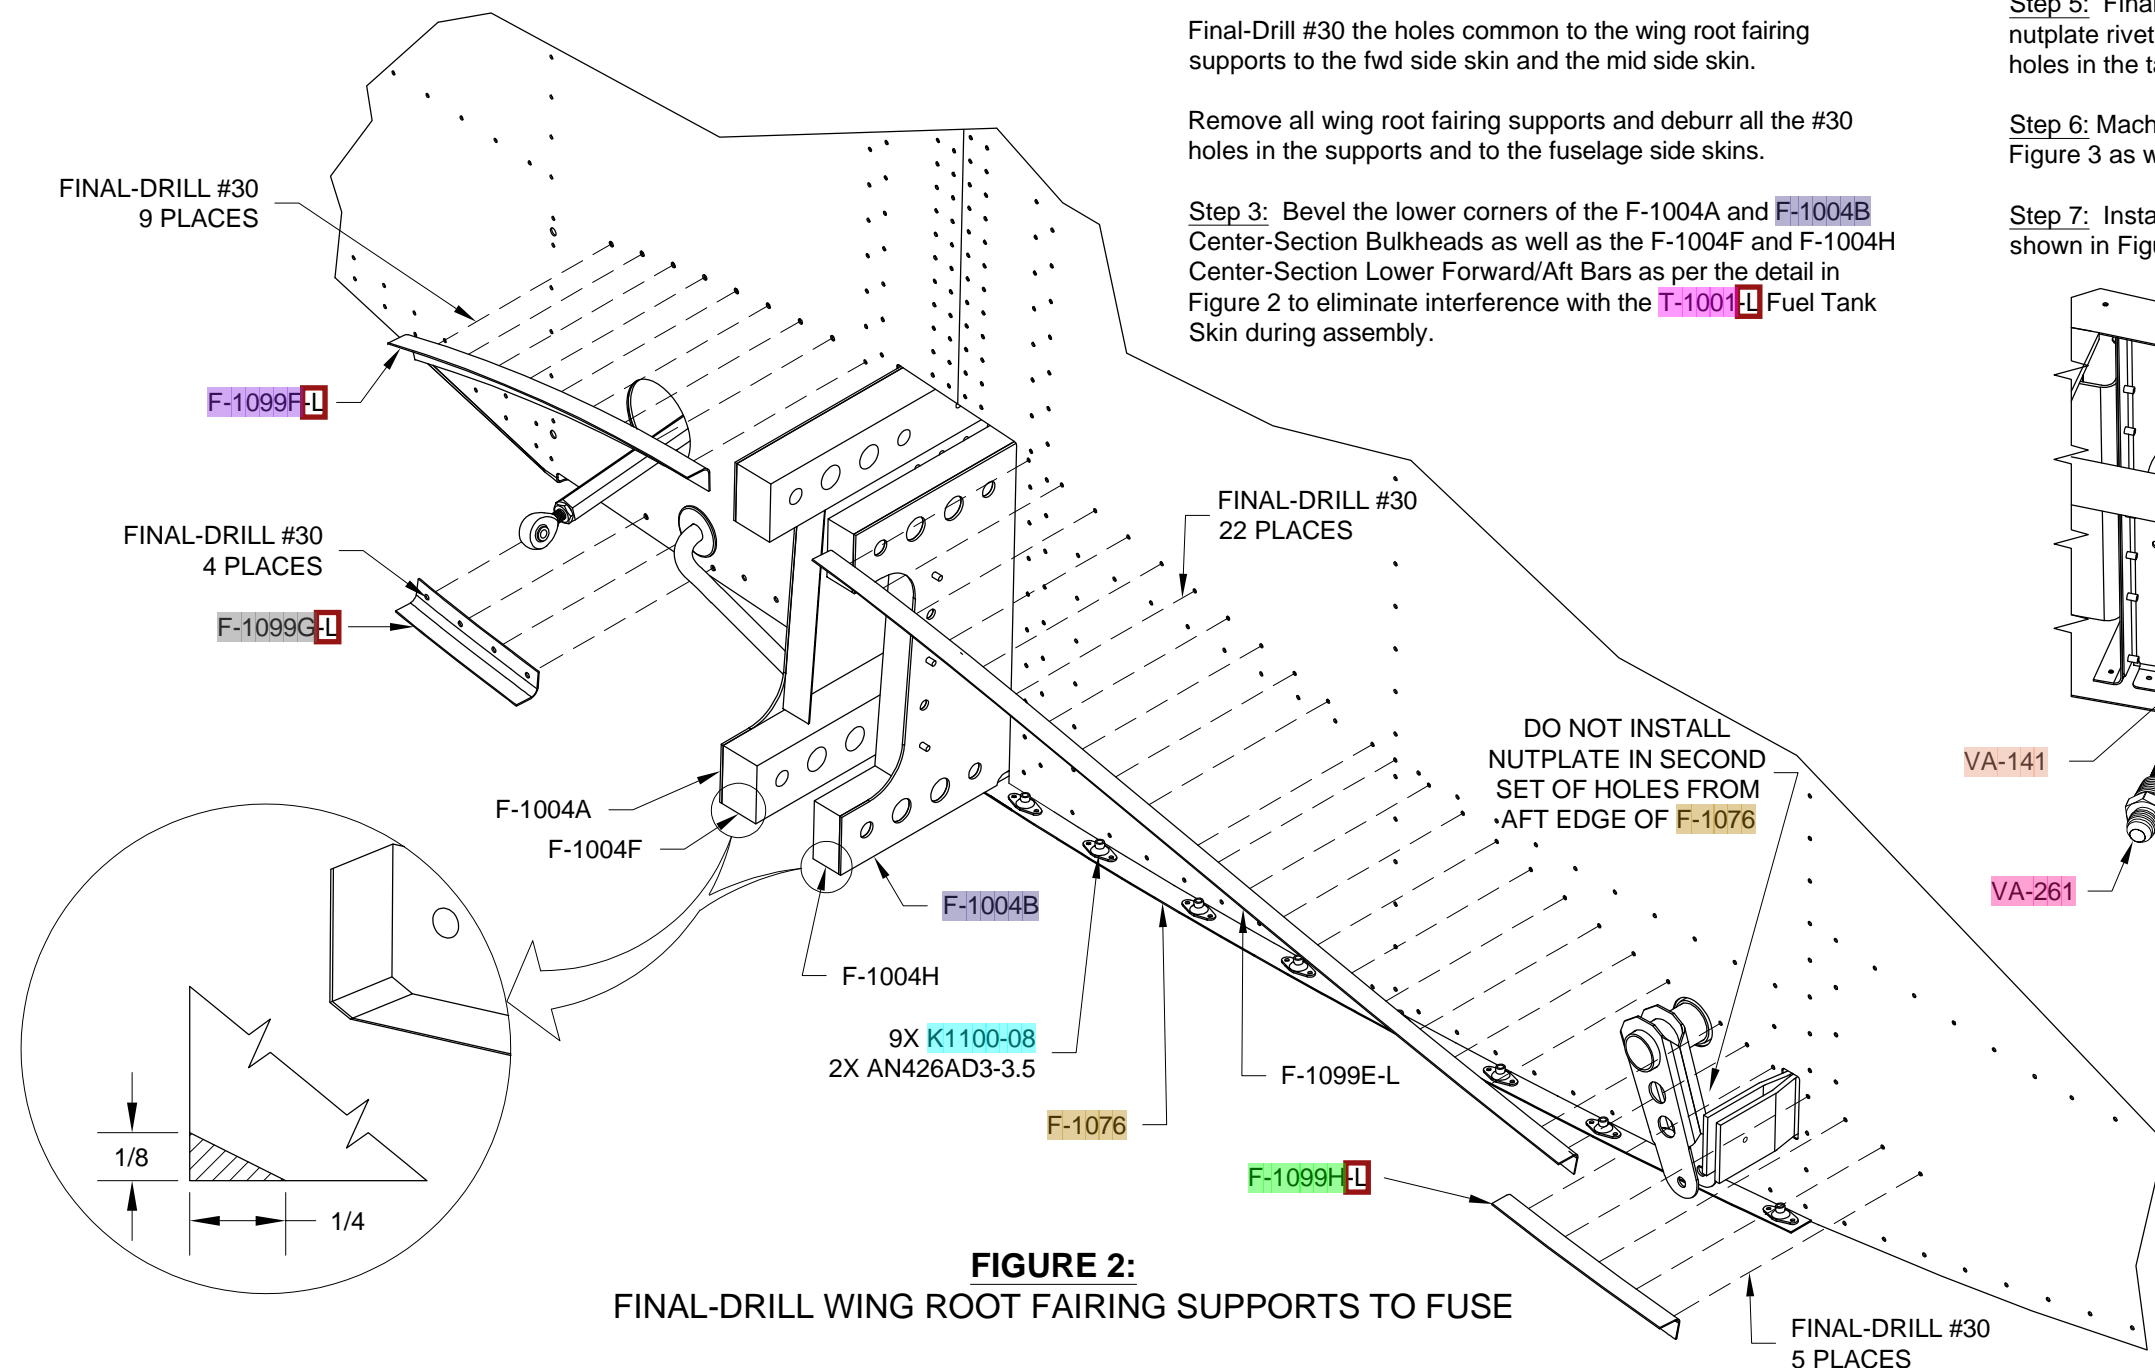 Final-Drill #30 the holes common to the wing root fairing
supports to the fwd side skin and the mid side skin.
Remove all wing root fairing supports and deburr all the #30
holes in the supports and to the fuselage side skins.
Step 3: Bevel the lower corners of the F-1004A and F-1004B
Center-Section Bulkheads as well as the F-1004F and F-1004H
Center-Section Lower Forward/Aft Bars as per the detail in
Figure 2 to eliminate interference with the T-1001-L Fuel Tank
Skin during assembly.
Step 5: Final
nutplate rivet
holes in the
Step 6: Mach
Figure 3 as
Step 7: Insta
shown in Figu
FINAL-DRILL #30
9 PLACES
F-1099F-L
FINAL-DRILL #30
4 PLACES
F-1099G-L
FINAL-DRILL #30
22 PLACES
DO NOT INSTALL
NUTPLATE IN SECOND
SET OF HOLES FROM
AFT EDGE OF F-1076
VA-141
VA-261
F-1004A
F-1004F
F-1004B
F-1004H
9X K1100-08
2X AN426AD3-3.5
F-1099E-L
F-1076
F-1099H-L
1/8
1/4
FIGURE 2:
FINAL-DRILL WING ROOT FAIRING SUPPORTS TO FUSE
FINAL-DRILL #30
5 PLACES